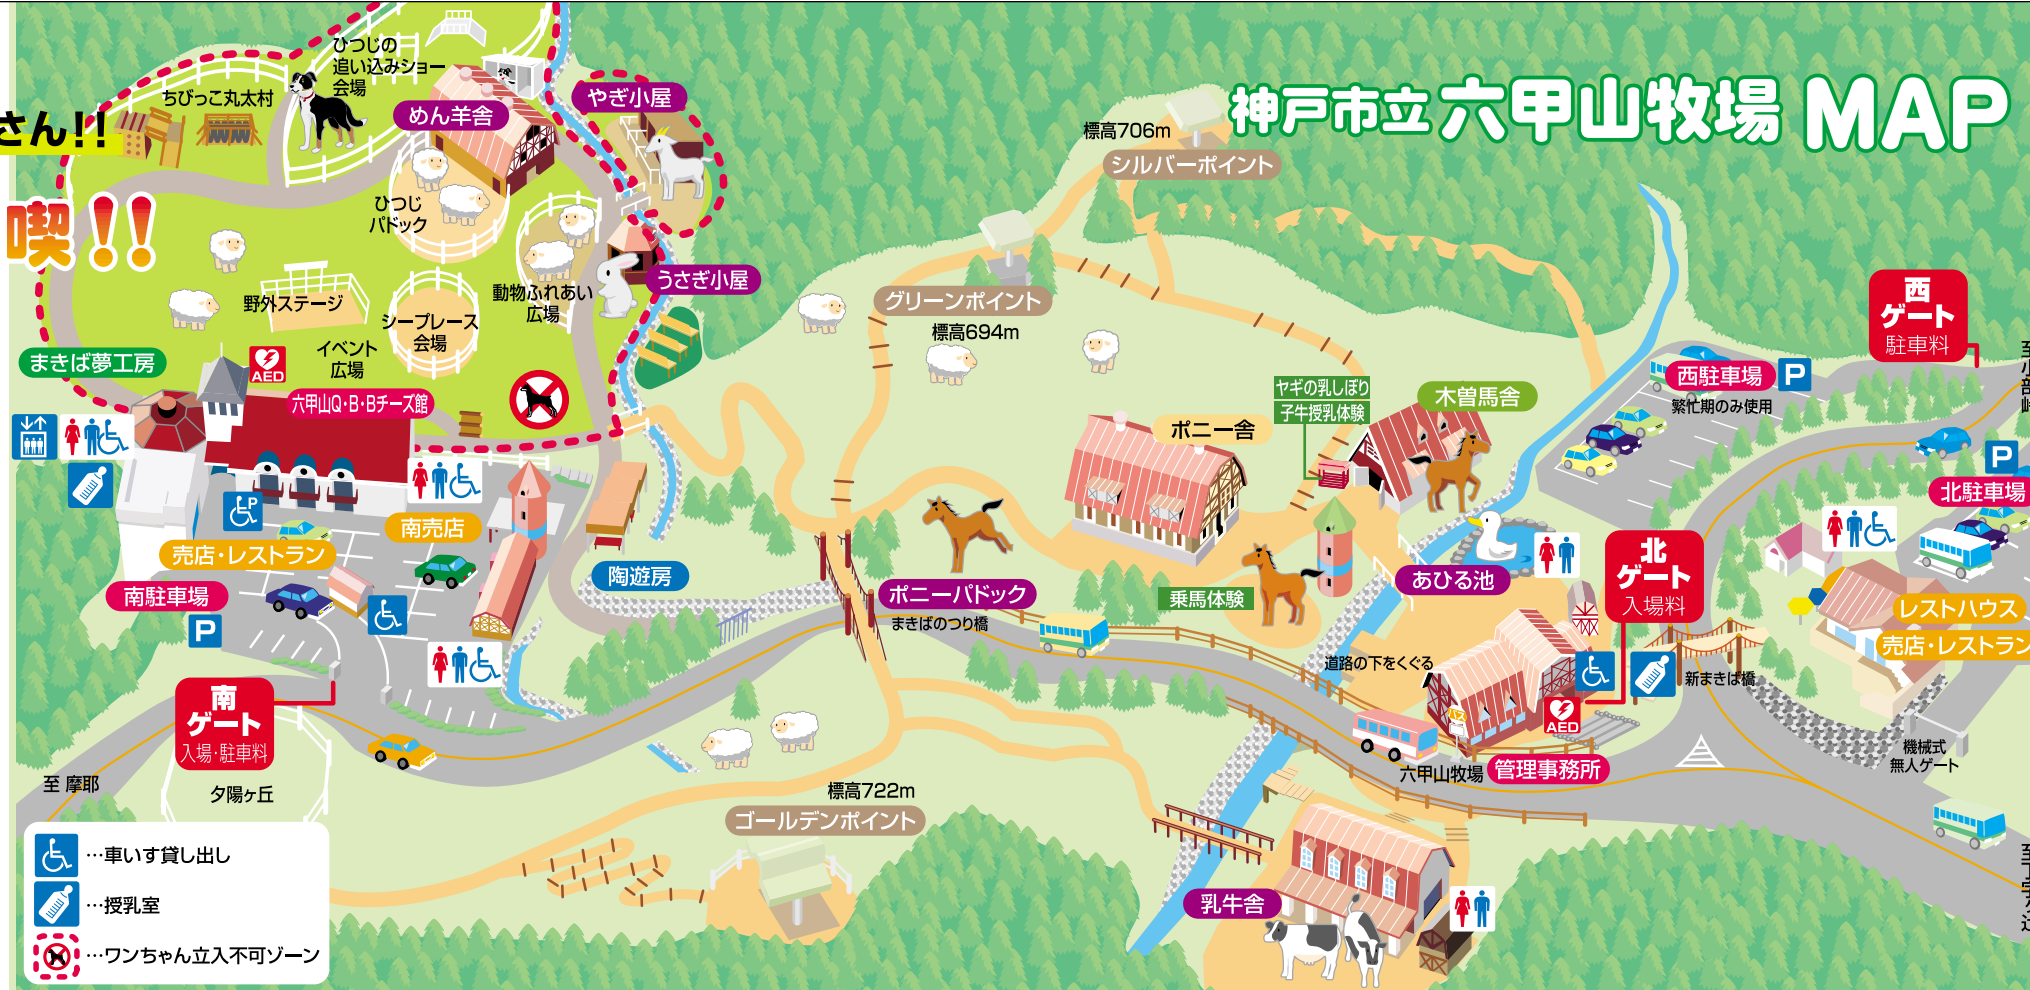 神戸市立六甲山牧場 MAP
さん!!
喫!!
ひつじの
追い込みショー
会場
ちびっこ丸太村
めん羊舎
やぎ小屋
ひつじ
パドック
うさぎ小屋
動物ふれあい
広場
野外ステージ
シープレース
会場
イベント
広場
まきば夢工房
AED
六甲山Q・B・Bチーズ館
P
売店・レストラン
南売店
南駐車場
P
陶遊房
南
ゲート
入場・駐車料
至 摩耶
夕陽ヶ丘
標高706m
シルバーポイント
グリーンポイント
標高694m
ヤギの乳しぼり
子牛授乳体験
木曽馬舎
ポニー舎
ポニーパドック
まきばのつり橋
乗馬体験
あひる池
道路の下をくぐる
西
ゲート
駐車料
西駐車場
P
繁忙期のみ使用
至小部峠
P
北駐車場
北
ゲート
入場料
レストハウス
売店・レストラン
新まきば橋
AED
バス
六甲山牧場
管理事務所
機械式
無人ゲート
標高722m
ゴールデンポイント
乳牛舎
…車いす貸し出し
…授乳室
…ワンちゃん立入不可ゾーン